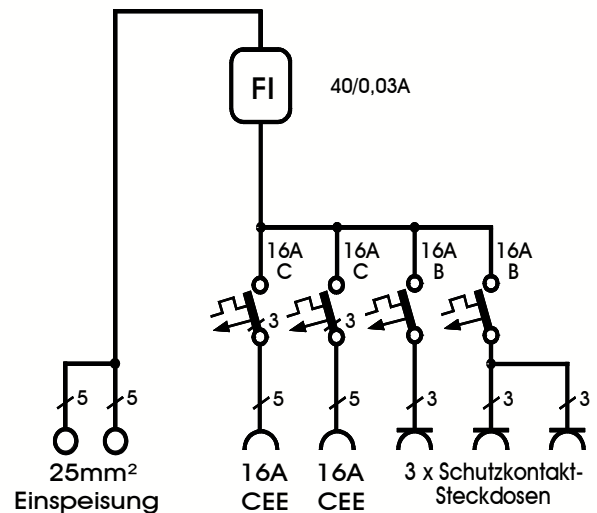 FI
40/0,03A
16A 16A 16A 16A
C C B B
3 3
5 5 5 5 3 3 3
25mm²
Einspeisung
16A
CEE
16A
CEE
3 x Schutzkontakt-
Steckdosen